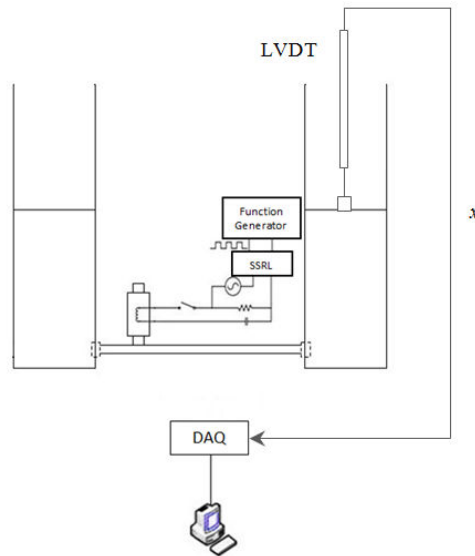 LVDT
x
Function
Generator
SSRL
DAQ